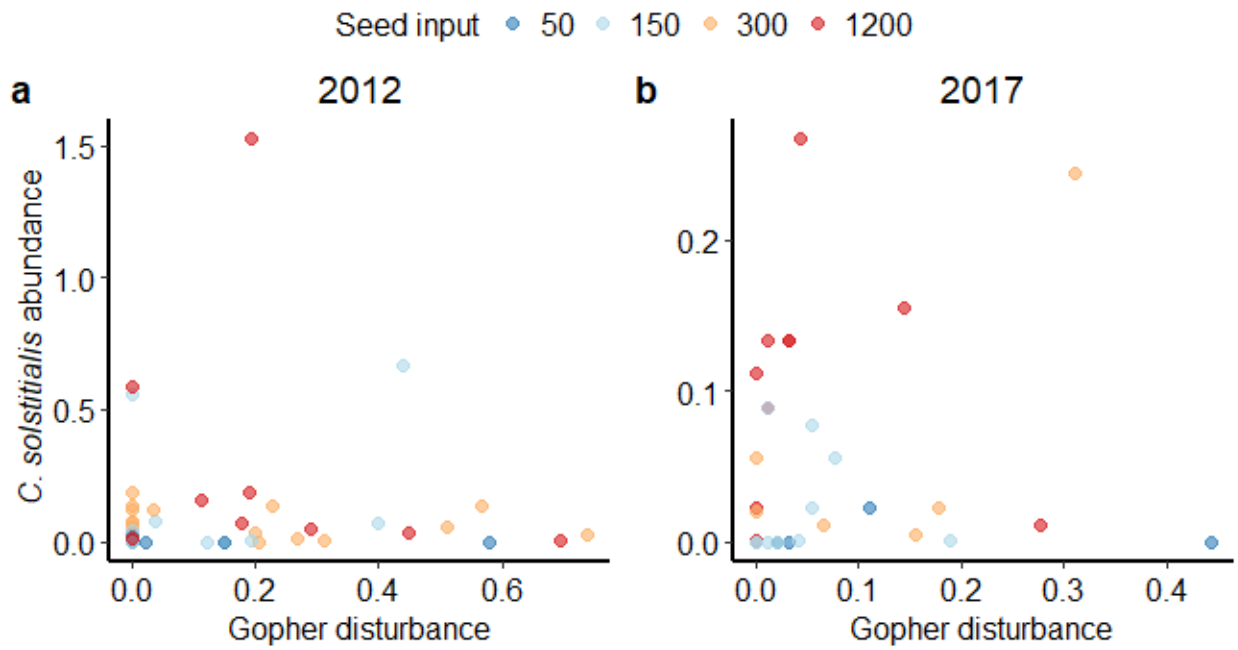 Seed input 50 150 300 1200
a 2012 b 2017
C. solstitialis abundance
1.5
1.0
0.5
0.0
0.0 0.2 0.4 0.6
Gopher disturbance
0.2
0.1
0.0
0.0 0.1 0.2 0.3 0.4
Gopher disturbance